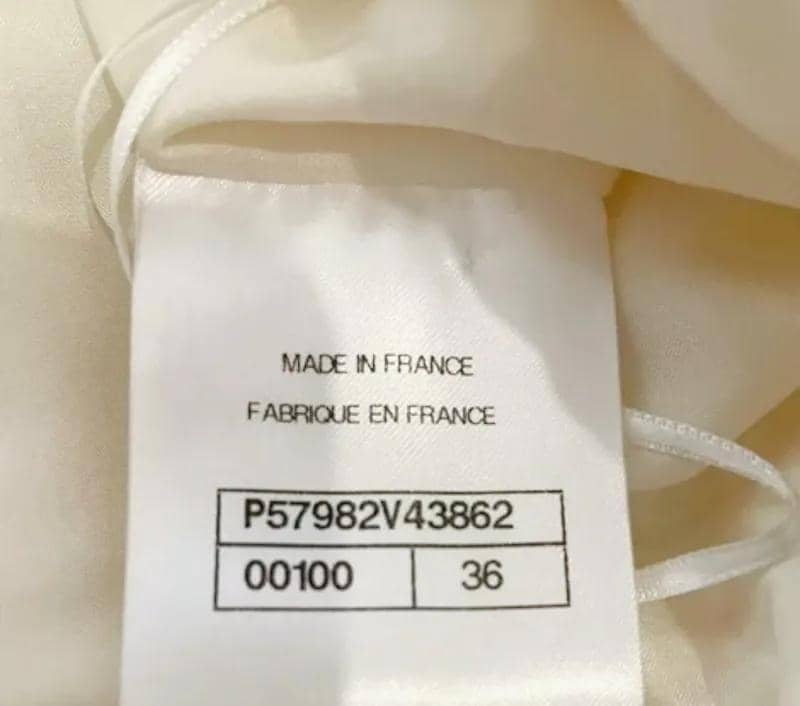 MADE IN FRANCE
FABRIQUE EN FRANCE
P57982V43862
00100 36